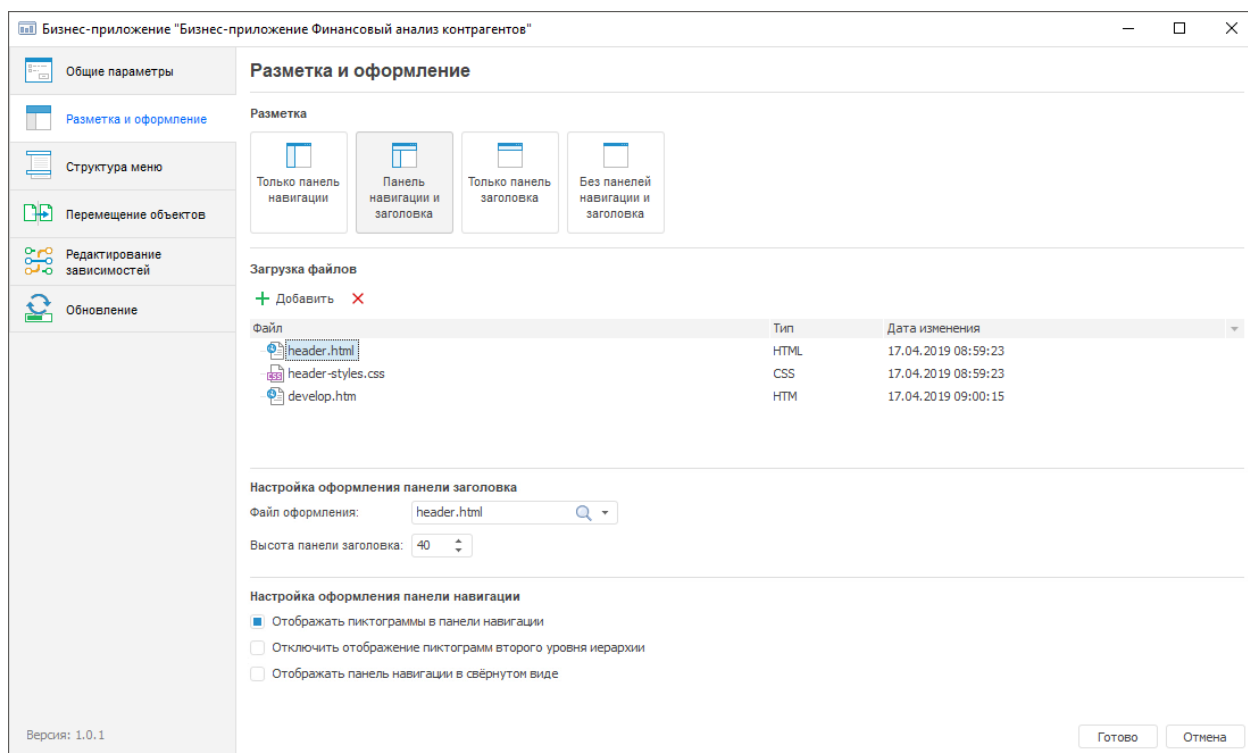 Бизнес-приложение "Бизнес-приложение Финансовый анализ контрагентов"
Общие параметры
Разметка и оформление
Структура меню
Перемещение объектов
Редактирование
зависимостей
Обновление
Версия: 1.0.1
Разметка и оформление
Разметка
Только панель
навигации
Панель
навигации и
заголовка
Только панель
заголовка
Без панелей
навигации и
заголовка
Загрузка файлов
Добавить
Файл Тип Дата изменения
header.html HTML 17.04.2019 08:59:23
header-styles.css CSS 17.04.2019 08:59:23
develop.htm HTM 17.04.2019 09:00:15
Настройка оформления панели заголовка
Файл оформления: header.html
Высота панели заголовка: 40
Настройка оформления панели навигации
Отображать пиктограммы в панели навигации
Отключить отображение пиктограмм второго уровня иерархии
Отображать панель навигации в свёрнутом виде
Готово Отмена